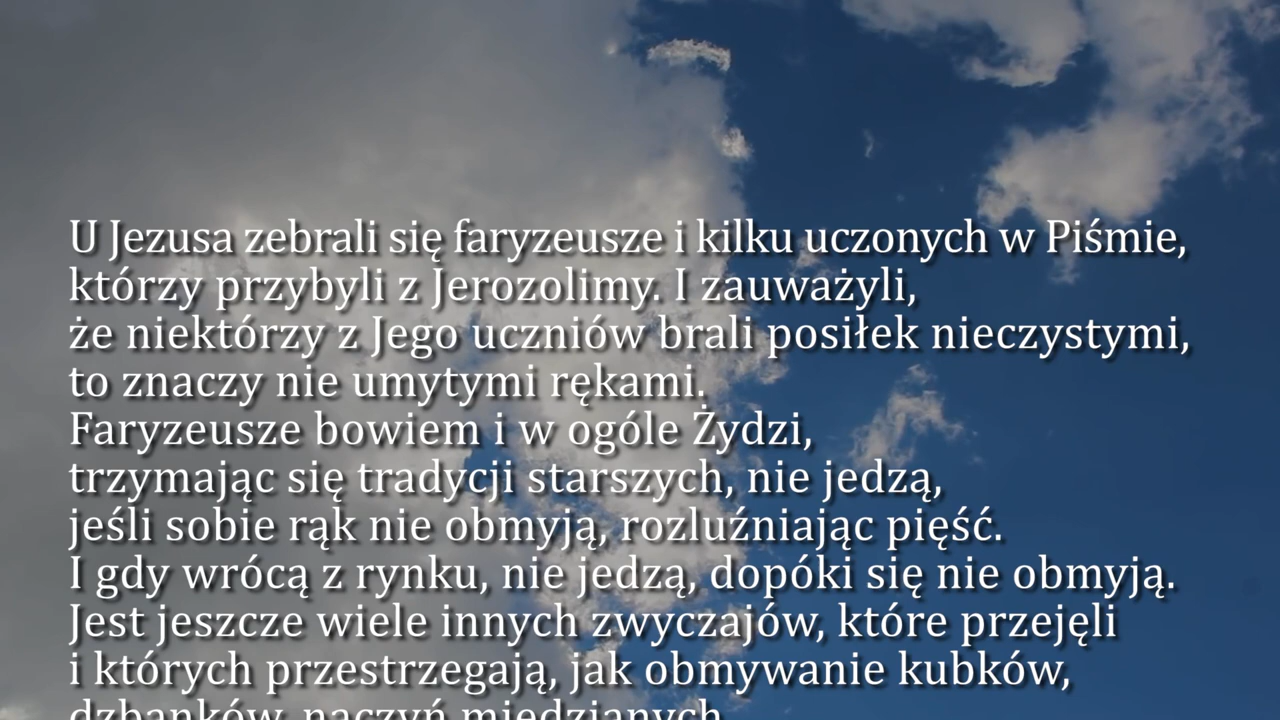 U Jezusa zebrali się faryzeusze i kilku uczonych w Piśmie,
którzy przybyli z Jerozolimy. I zauważyli,
że niektórzy z Jego uczniów brali posiłek nieczystymi,
to znaczy nie umytymi rękami.
Faryzeusze bowiem i w ogóle Żydzi,
trzymając się tradycji starszych, nie jedzą,
jeśli sobie rąk nie obmyją, rozluźniając pięść.
I gdy wrócą z rynku, nie jedzą, dopóki się nie obmyją.
Jest jeszcze wiele innych zwyczajów, które przejęli
i których przestrzegają, jak obmywanie kubków,
dzbanków, naczyń miedzianych